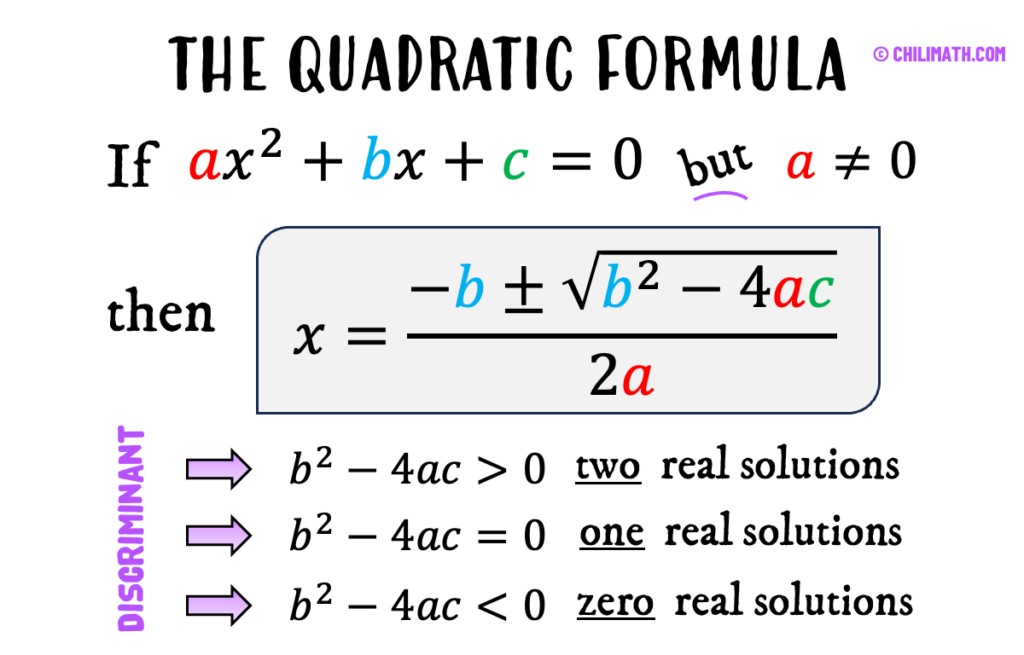 THE QUADRATIC FORMULA
© CHILIMATH.COM
If ax² + bx + c = 0 but a ≠ 0
then x = (−b ± √(b² − 4ac)) / 2a
DISCRIMINANT
b² − 4ac > 0 two real solutions
b² − 4ac = 0 one real solutions
b² − 4ac < 0 zero real solutions